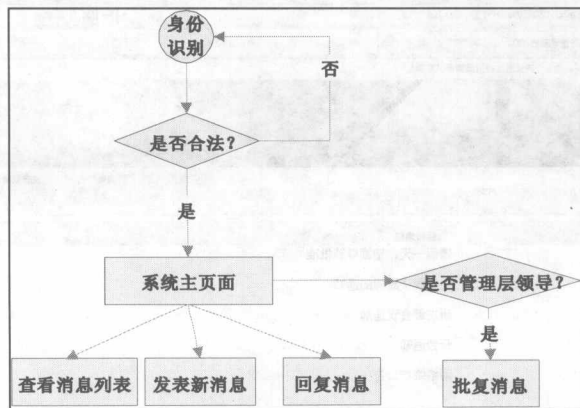 身份
识别
否
是否合法？
是
系统主页面
是否管理层领导？
是
查看消息列表
发表新消息
回复消息
批复消息